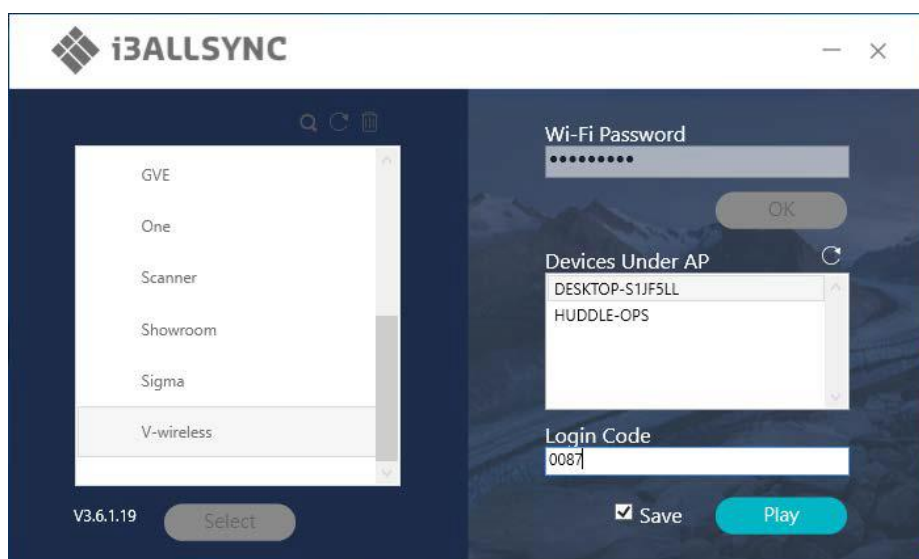 i3ALLSYNC
GVE
One
Scanner
Showroom
Sigma
V-wireless
V3.6.1.19
Select
Wi-Fi Password
•••••••••
OK
Devices Under AP
DESKTOP-S1JF5LL
HUDDLE-OPS
Login Code
0087
Save
Play